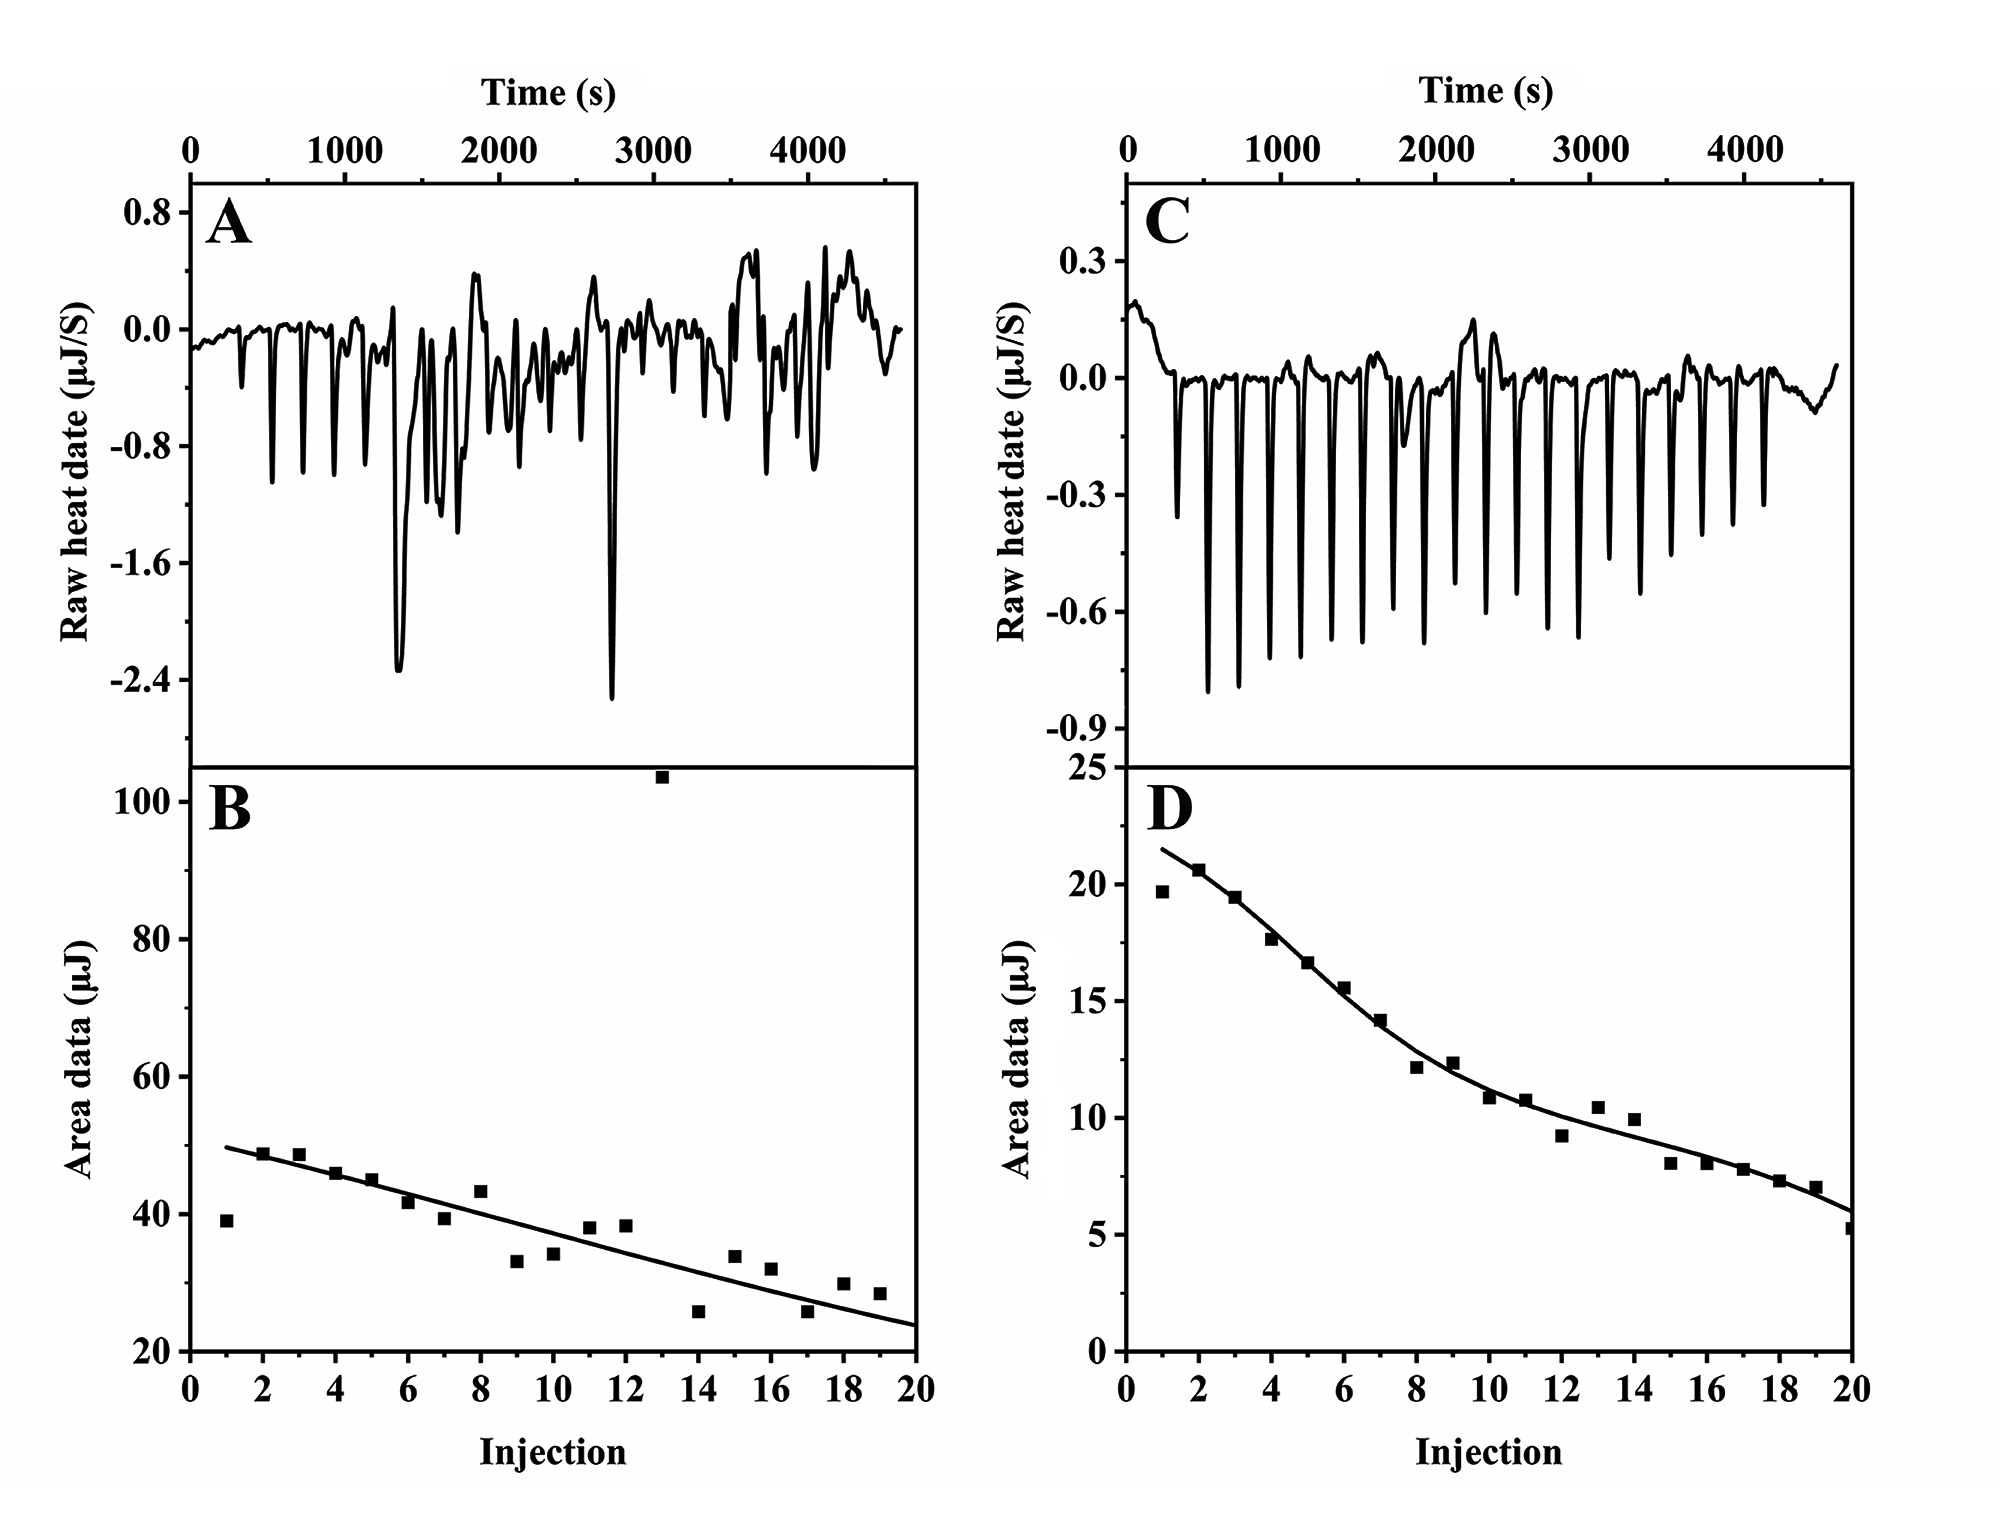 Time (s)
0 1000 2000 3000 4000
A
0.8
0.0
-0.8
-1.6
-2.4
Raw heat date (μJ/S)
B
100
80
60
40
20
Area data (μJ)
0 2 4 6 8 10 12 14 16 18 20
Injection
Time (s)
0 1000 2000 3000 4000
C
0.3
0.0
-0.3
-0.6
-0.9
Raw heat date (μJ/S)
D
25
20
15
10
5
0
Area data (μJ)
0 2 4 6 8 10 12 14 16 18 20
Injection